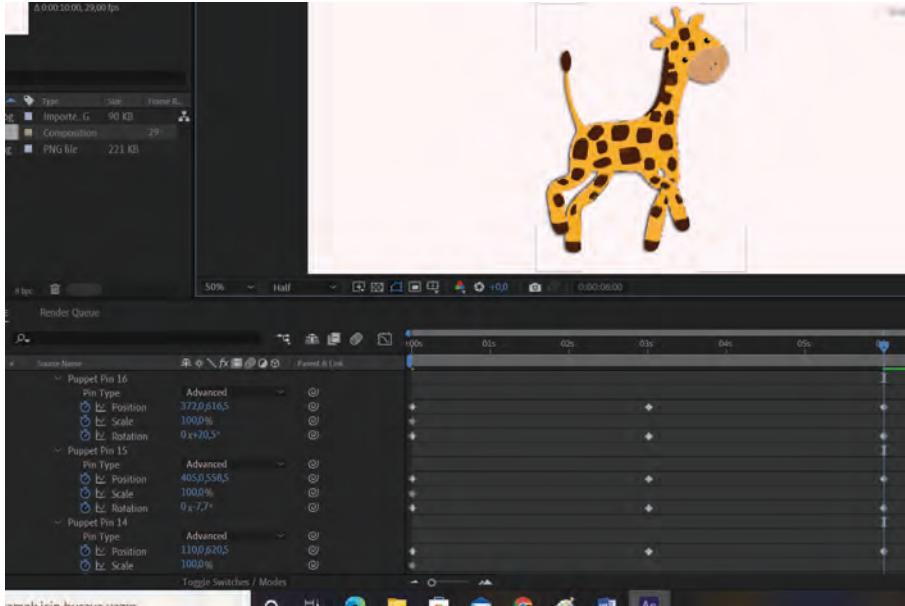 Δ 0:00:10:00, 29,00 fps
Type Size Frame R...
Importe...G 90 KB
Composition 29
PNG file 221 KB
8 bpc
50% Half +0,0 0:00:06:00
Render Queue
Source Name Parent & Link
00s 01s 02s 03s 04s 05s
Puppet Pin 16
Pin Type Advanced
Position 372,0,616,5
Scale 100,0%
Rotation 0x+20,5°
Puppet Pin 15
Pin Type Advanced
Position 405,0,558,5
Scale 100,0%
Rotation 0x-7,7°
Puppet Pin 14
Pin Type Advanced
Position 110,0,620,5
Scale 100,0%
Toggle Switches / Modes
için buraya yazın